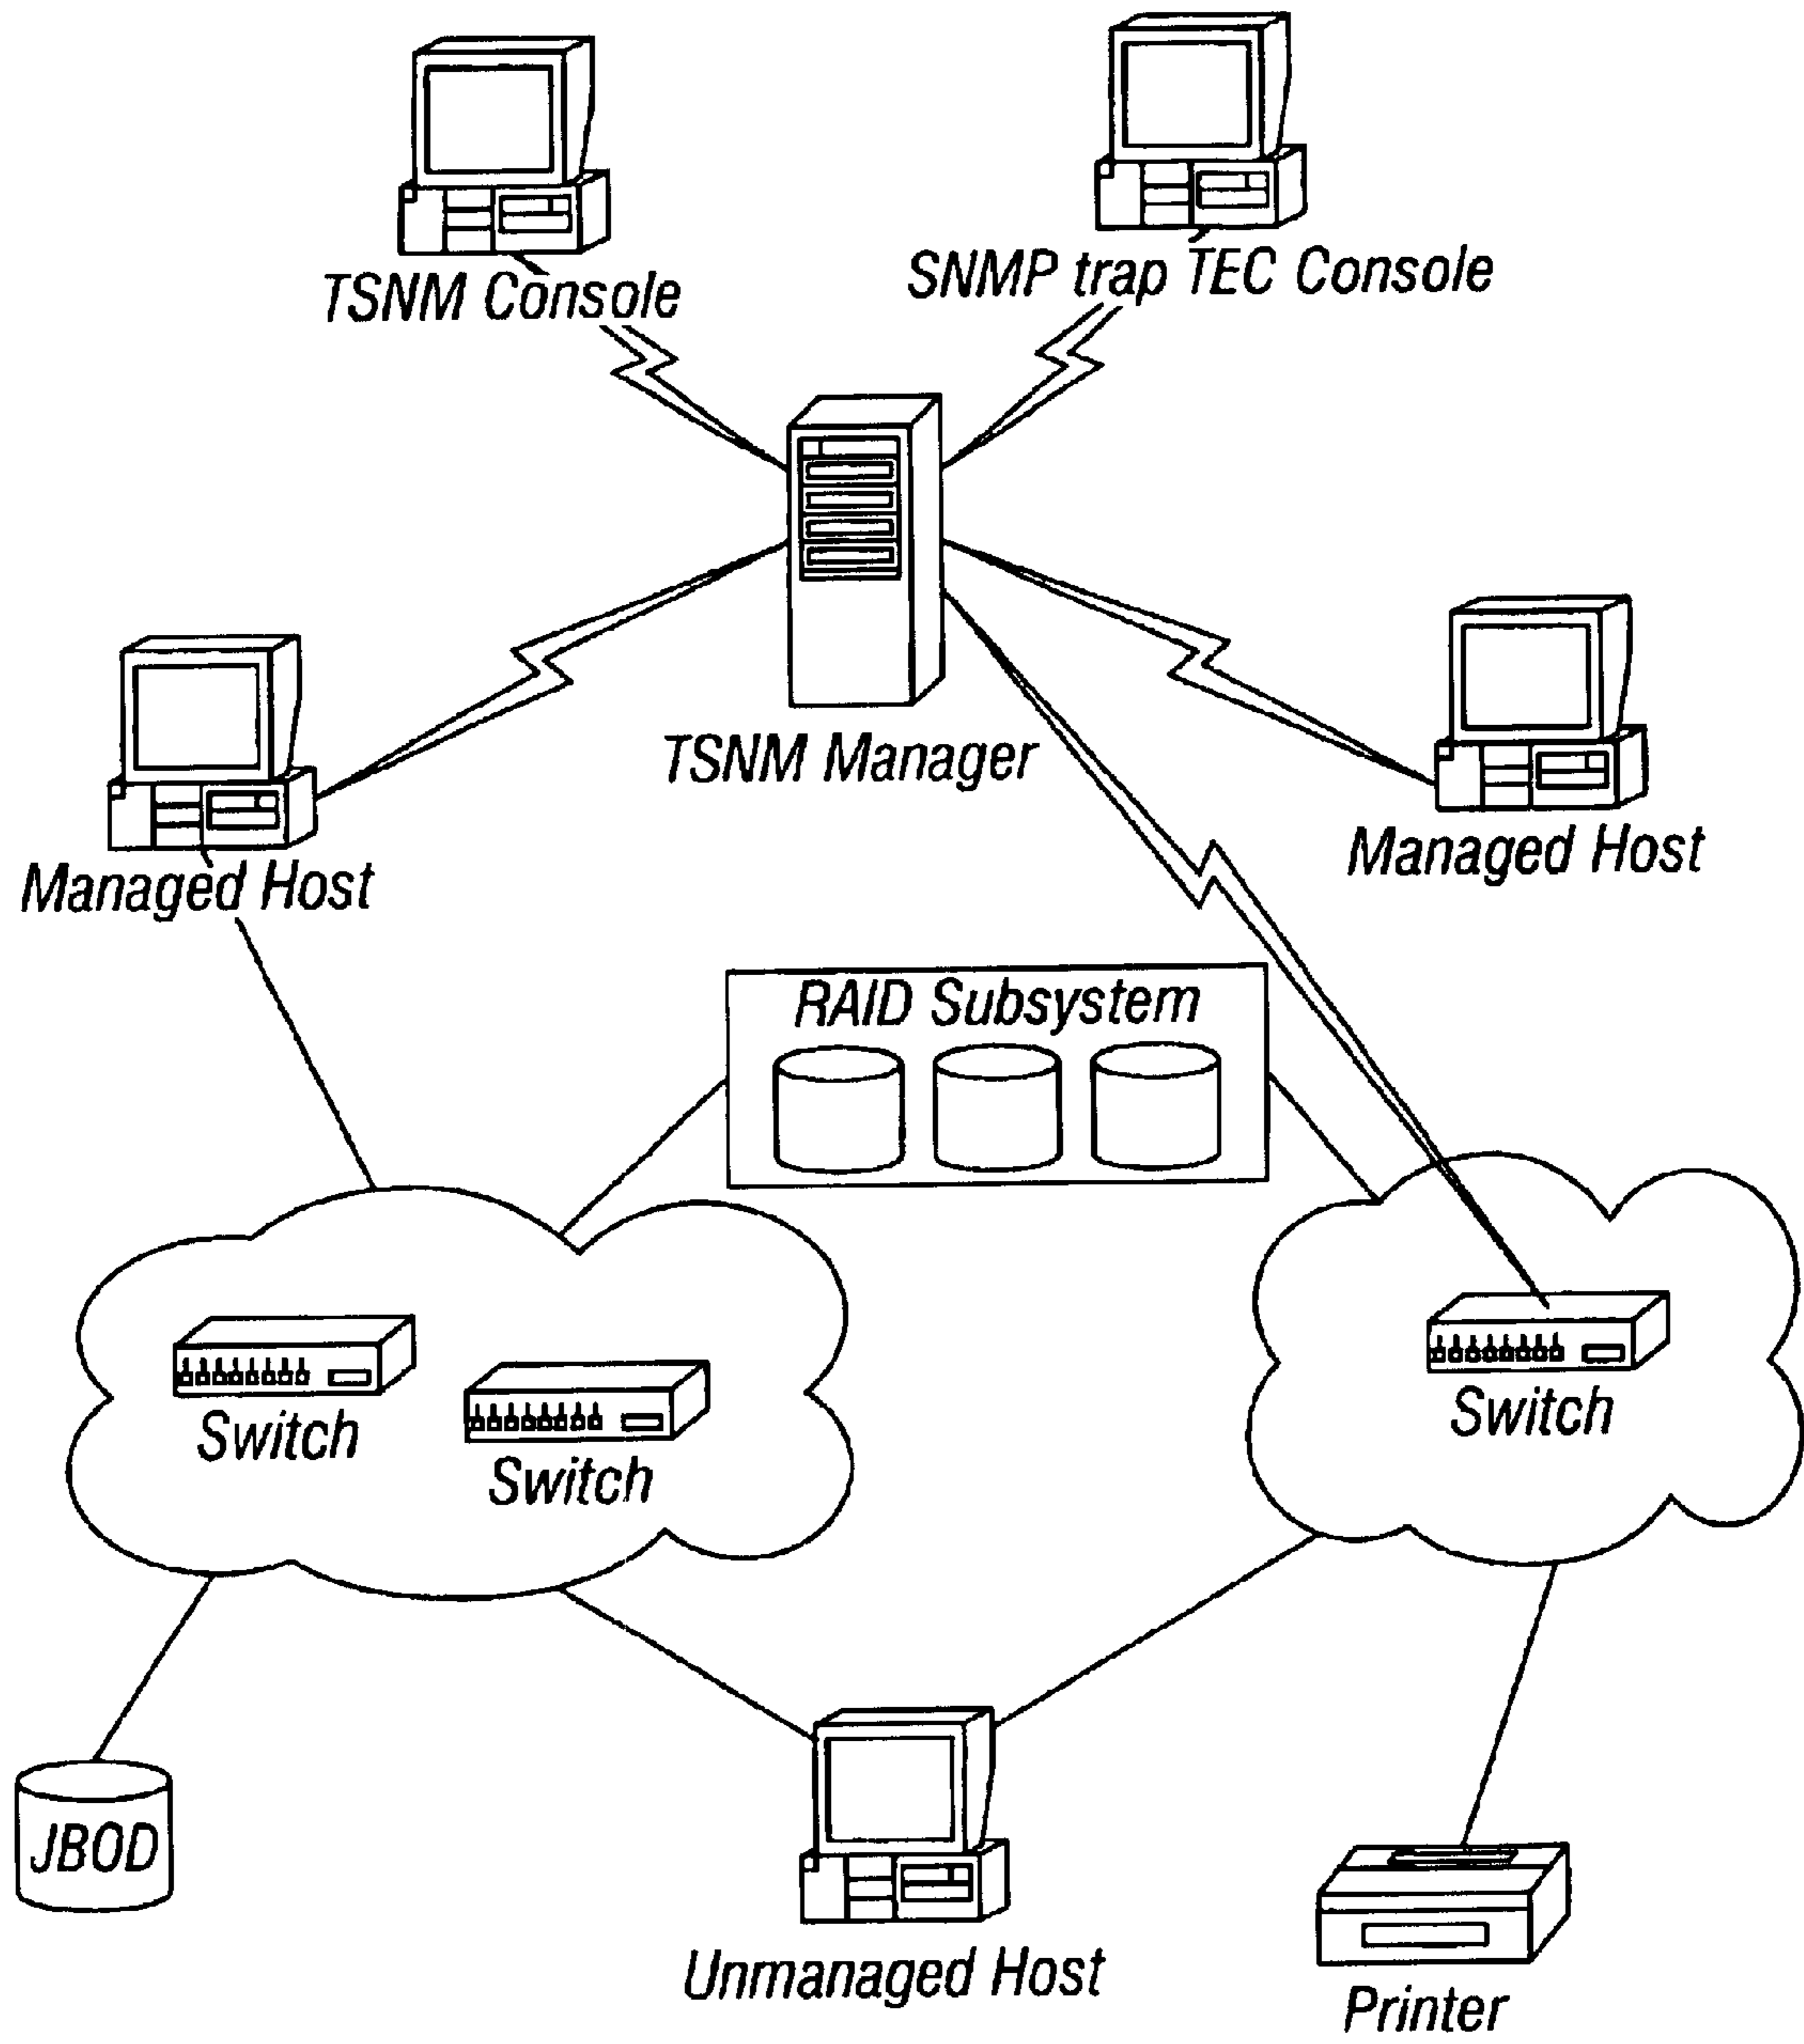 TSNM Console
SNMP trap TEC Console
TSNM Manager
Managed Host
Managed Host
RAID Subsystem
Switch
Switch
Switch
JBOD
Unmanaged Host
Printer